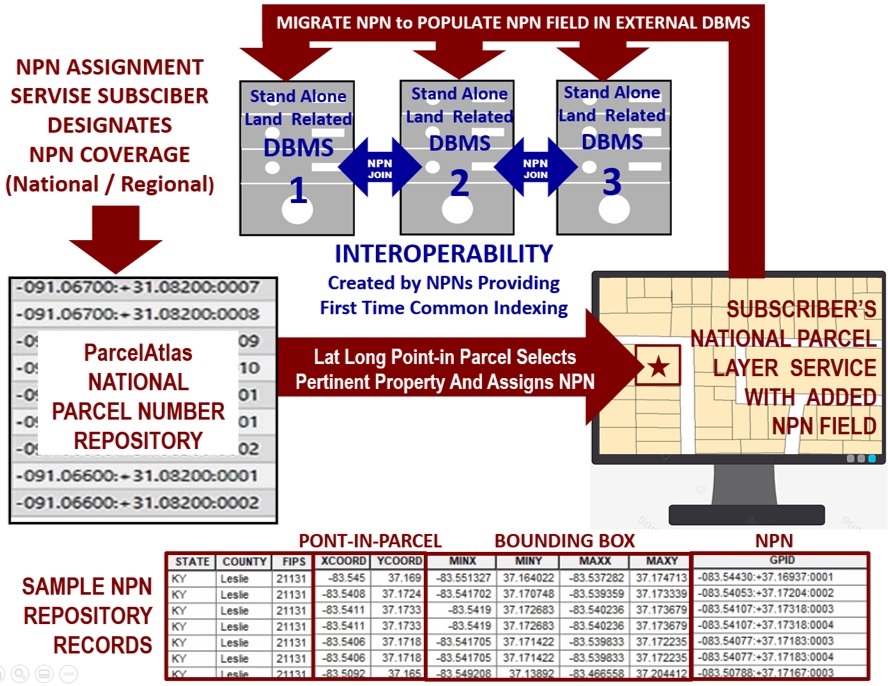 MIGRATE NPN to POPULATE NPN FIELD IN EXTERNAL DBMS
NPN ASSIGNMENT
SERVISE SUBSCIBER
DESIGNATES
NPN COVERAGE
(National / Regional)
Stand Alone
Land Related
DBMS
1
NPN
JOIN
Stand Alone
Land Related
DBMS
2
NPN
JOIN
Stand Alone
Land Related
DBMS
3
INTEROPERABILITY
Created by NPNs Providing
First Time Common Indexing
-091.06700:+31.08200:0007
-091.06700:+31.08200:0008
-09 09
10
-09 01
-09 01
-09 02
-091.06600:+31.08200:0001
-091.06600:+31.08200:0002
ParcelAtlas
NATIONAL
PARCEL NUMBER
REPOSITORY
Lat Long Point-in Parcel Selects
Pertinent Property And Assigns NPN
SUBSCRIBER'S
NATIONAL PARCEL
LAYER SERVICE
WITH ADDED
NPN FIELD
SAMPLE NPN
REPOSITORY
RECORDS
PONT-IN-PARCEL BOUNDING BOX NPN
STATE COUNTY FIPS XCOORD YCOORD MINX MINY MAXX MAXY GPID
KY Leslie 21131 -83.545 37.169 -83.551327 37.164022 -83.537282 37.174713 -083.54430:+37.16937:0001
KY Leslie 21131 -83.5408 37.1724 -83.541702 37.170748 -83.539359 37.173339 -083.54053:+37.17204:0002
KY Leslie 21131 -83.5411 37.1733 -83.5419 37.172683 -83.540236 37.173679 -083.54107:+37.17318:0003
KY Leslie 21131 -83.5411 37.1733 -83.5419 37.172683 -83.540236 37.173679 -083.54107:+37.17318:0004
KY Leslie 21131 -83.5406 37.1718 -83.541705 37.171422 -83.539833 37.172235 -083.54077:+37.17183:0003
KY Leslie 21131 -83.5406 37.1718 -83.541705 37.171422 -83.539833 37.172235 -083.54077:+37.17183:0004
KY Leslie 21131 -83.5092 37.165 -83.549208 37.13892 -83.466558 37.204412 -083.50788:+37.17167:0003